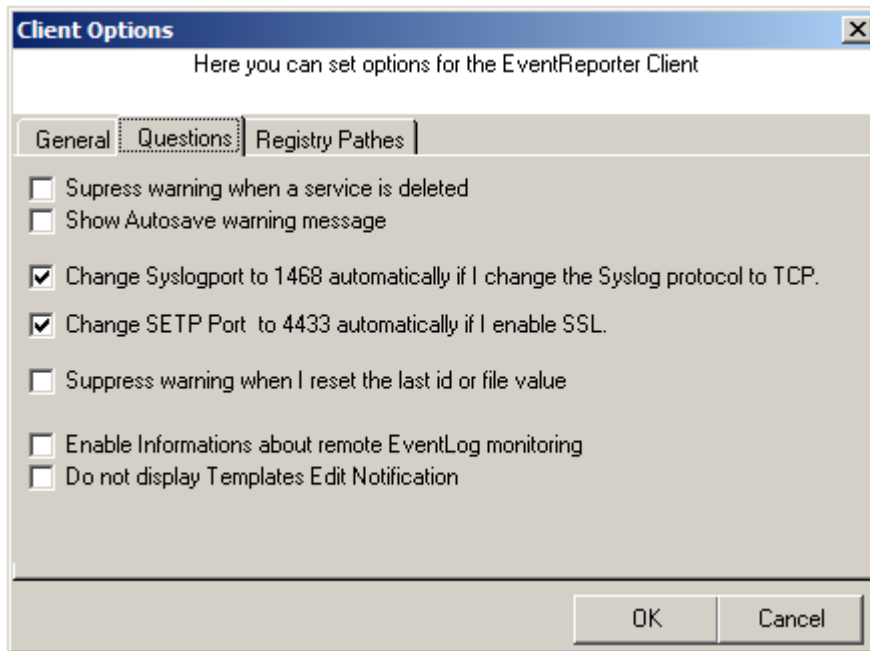 Client Options
Here you can set options for the EventReporter Client
General Questions Registry Pathes
Supress warning when a service is deleted
Show Autosave warning message
Change Syslogport to 1468 automatically if I change the Syslog protocol to TCP.
Change SETP Port to 4433 automatically if I enable SSL.
Suppress warning when I reset the last id or file value
Enable Informations about remote EventLog monitoring
Do not display Templates Edit Notification
OK Cancel